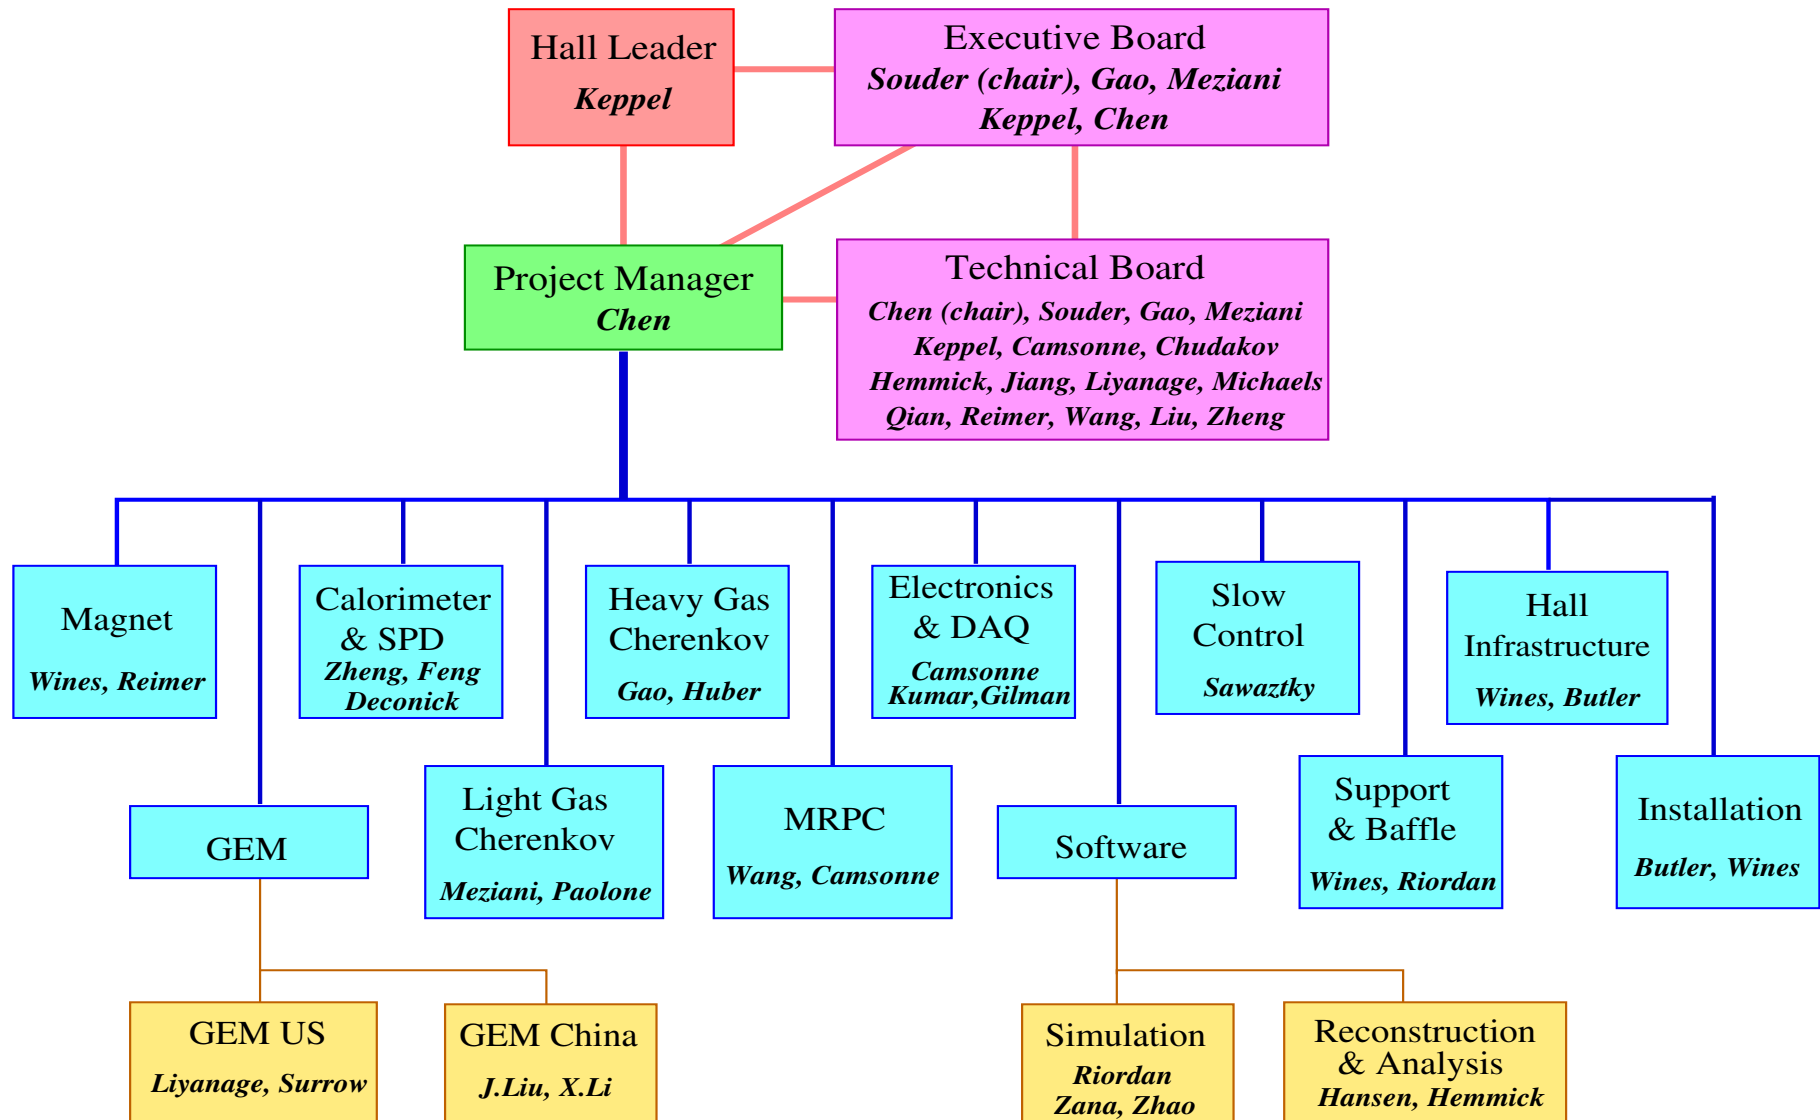 Hall Leader
Keppel
Executive Board
Souder (chair), Gao, Meziani
Keppel, Chen
Project Manager
Chen
Technical Board
Chen (chair), Souder, Gao, Meziani
Keppel, Camsonne, Chudakov
Hemmick, Jiang, Liyanage, Michaels
Qian, Reimer, Wang, Liu, Zheng
Magnet
Wines, Reimer
Calorimeter
& SPD
Zheng, Feng
Deconick
Heavy Gas
Cherenkov
Gao, Huber
Electronics
& DAQ
Camsonne
Kumar,Gilman
Slow
Control
Sawaztky
Hall
Infrastructure
Wines, Butler
GEM
Light Gas
Cherenkov
Meziani, Paolone
MRPC
Wang, Camsonne
Software
Support
& Baffle
Wines, Riordan
Installation
Butler, Wines
GEM US
Liyanage, Surrow
GEM China
J.Liu, X.Li
Simulation
Riordan
Zana, Zhao
Reconstruction
& Analysis
Hansen, Hemmick